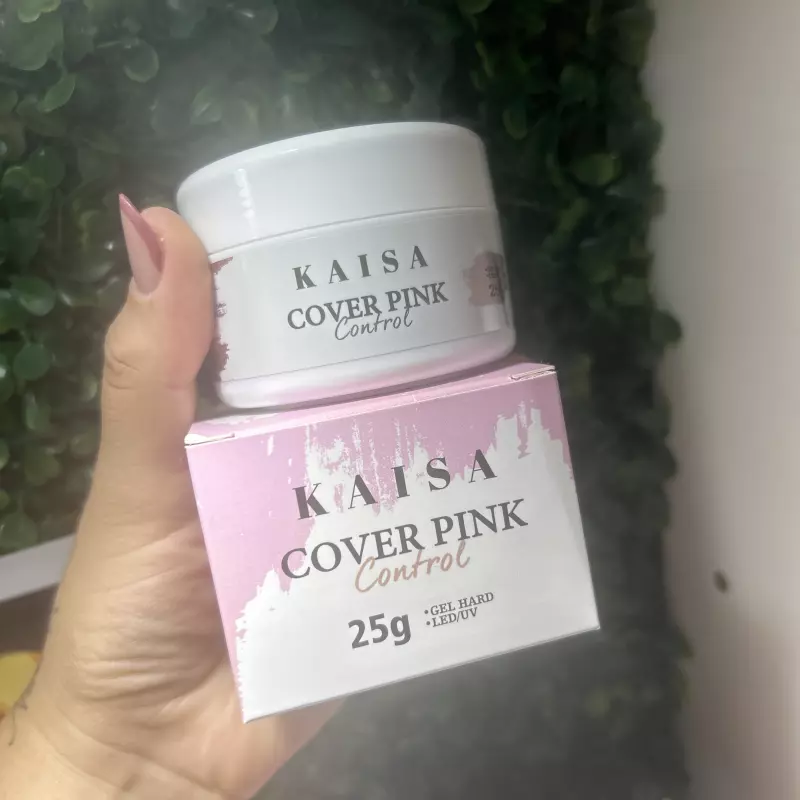 KAISA
COVER PINK
Control
KAISA
COVER PINK
Control
25g
•GEL HARD
•LED/UV